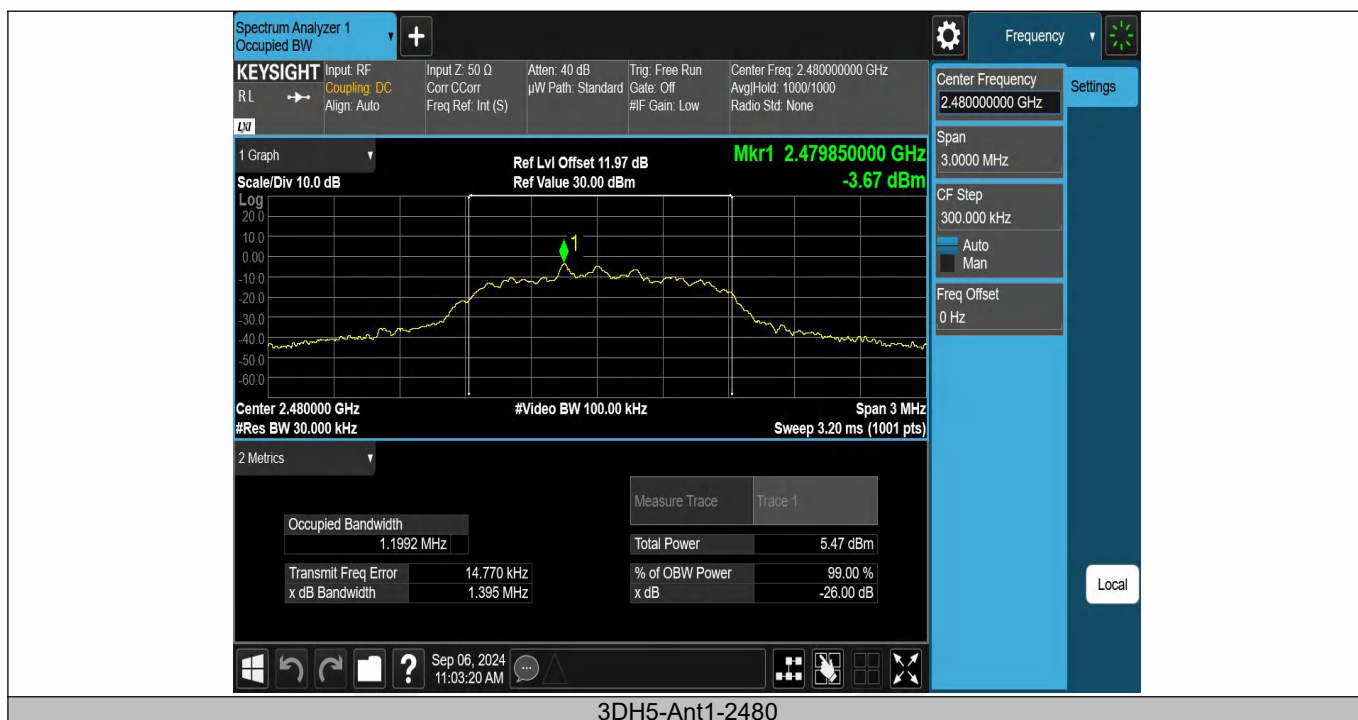 Spectrum Analyzer 1
Occupied BW
+
Frequency
KEYSIGHT
RL
LXI
Input: RF
Coupling: DC
Align: Auto
Input Z: 50 Ω
Corr CCorr
Freq Ref: Int (S)
Atten: 40 dB
µW Path: Standard
Trig: Free Run
Gate: Off
#IF Gain: Low
Center Freq: 2.480000000 GHz
Avg|Hold: 1000/1000
Radio Std: None
1 Graph
Scale/Div 10.0 dB
Ref Lvl Offset 11.97 dB
Ref Value 30.00 dBm
Mkr1 2.479850000 GHz
-3.67 dBm
Log
20.0
10.0
0.00
-10.0
-20.0
-30.0
-40.0
-50.0
-60.0
1
Center 2.480000 GHz
#Video BW 100.00 kHz
Span 3 MHz
#Res BW 30.000 kHz
Sweep 3.20 ms (1001 pts)
2 Metrics
Measure Trace
Trace 1
Occupied Bandwidth
1.1992 MHz
Total Power
5.47 dBm
Transmit Freq Error
14.770 kHz
% of OBW Power
99.00 %
x dB Bandwidth
1.395 MHz
x dB
-26.00 dB
Center Frequency
2.480000000 GHz
Settings
Span
3.0000 MHz
CF Step
300.000 kHz
Auto
Man
Freq Offset
0 Hz
Local
?
Sep 06, 2024
11:03:20 AM
3DH5-Ant1-2480